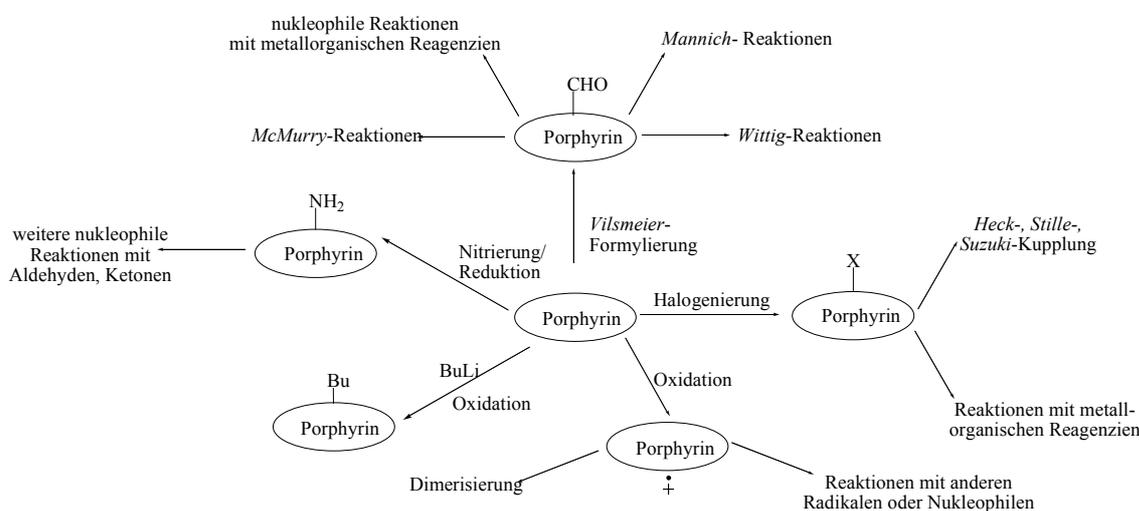 nukleophile Reaktionen
mit metallorganischen Reagenzien
Mannich- Reaktionen
CHO
McMurry-Reaktionen
Porphyrin
Wittig-Reaktionen
NH2
Porphyrin
weitere nukleophile
Reaktionen mit
Aldehyden, Ketonen
Vilsmeier-
Formylierung
Nitrierung/
Reduktion
Heck-, Stille-,
Suzuki-Kupplung
X
Porphyrin
Halogenierung
Porphyrin
BuLi
Oxidation
Bu
Porphyrin
Oxidation
Reaktionen mit metall-
organischen Reagenzien
Porphyrin
•
+
Dimerisierung
Reaktionen mit anderen
Radikalen oder Nukleophilen